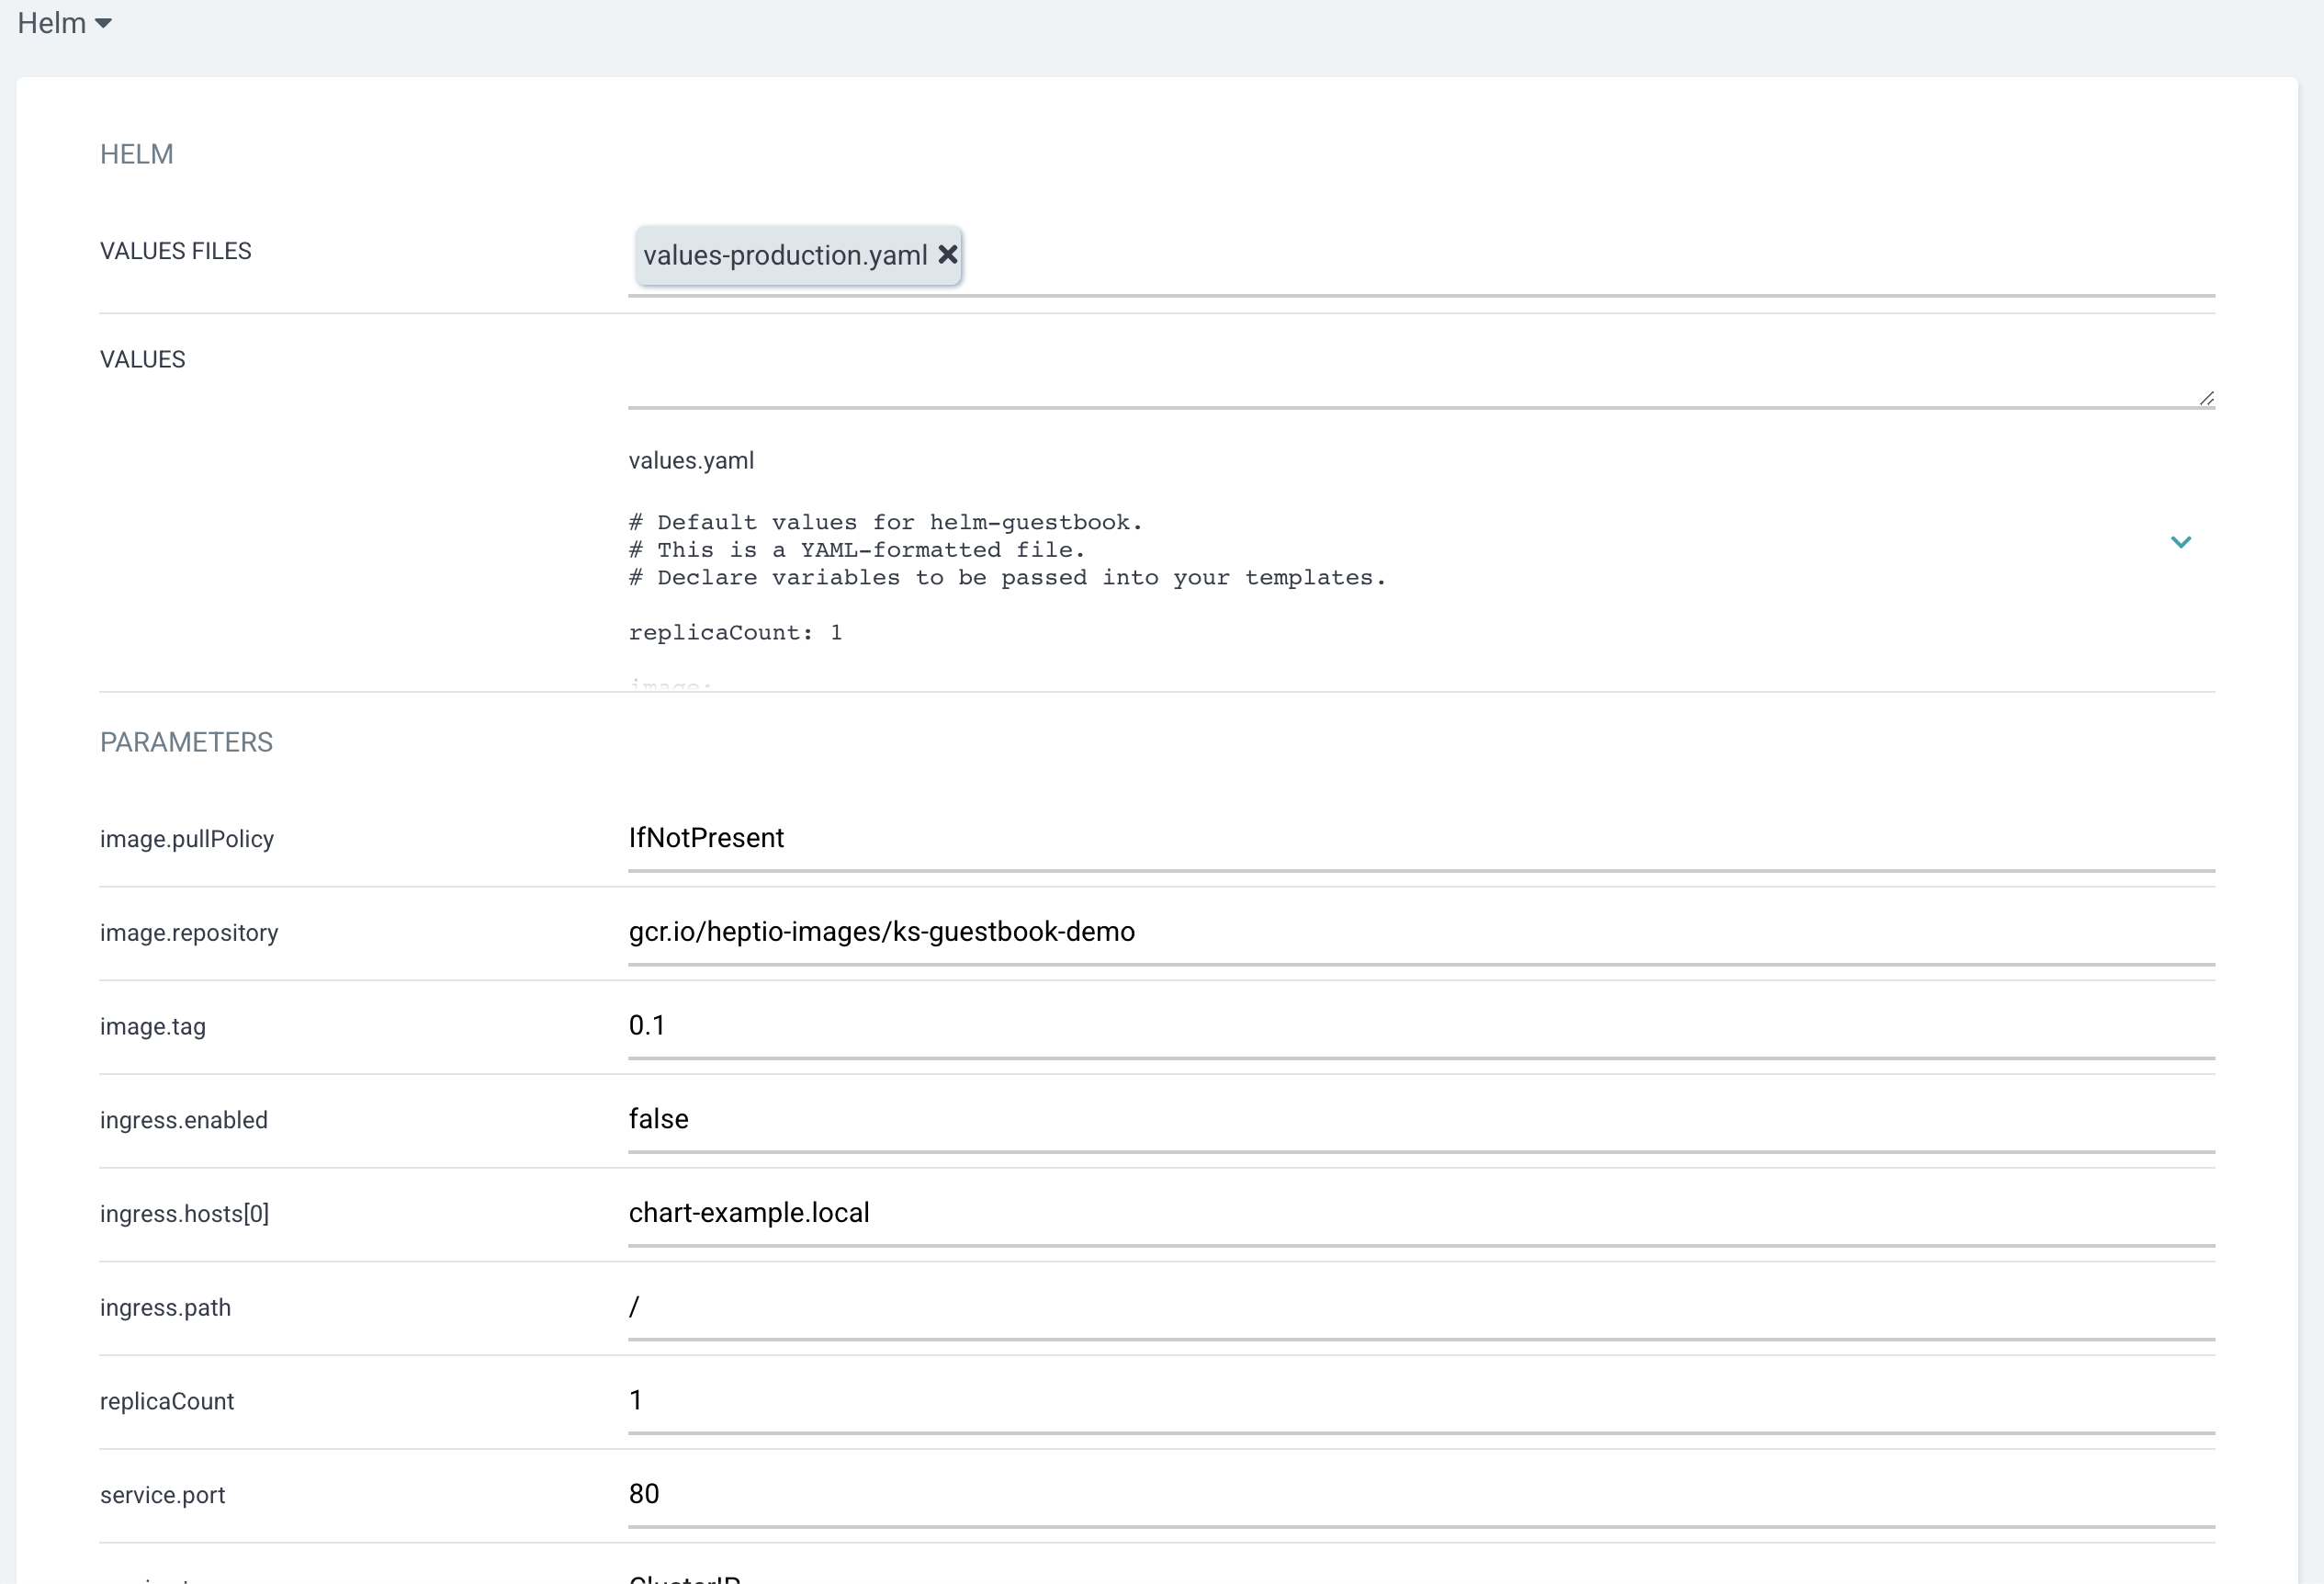 Helm
HELM
VALUES FILES
values-production.yaml
VALUES
values.yaml
# Default values for helm-guestbook.
# This is a YAML-formatted file.
# Declare variables to be passed into your templates.
replicaCount: 1
image:
PARAMETERS
image.pullPolicy IfNotPresent
image.repository gcr.io/heptio-images/ks-guestbook-demo
image.tag 0.1
ingress.enabled false
ingress.hosts[0] chart-example.local
ingress.path /
replicaCount 1
service.port 80
ClusterIP